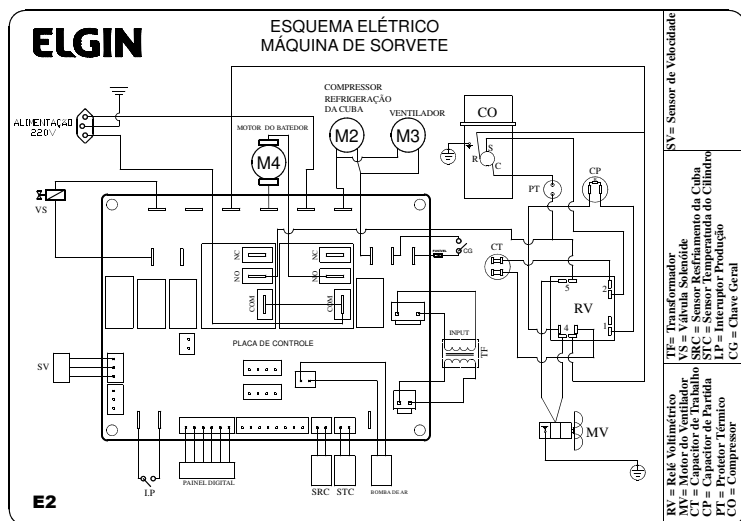 ELGIN
ESQUEMA ELÉTRICO
MÁQUINA DE SORVETE
ALIMENTAÇÃO
220V
MOTOR DO BATEDOR
M4
COMPRESSOR
REFRIGERAÇÃO
DA CUBA
M2
VENTILADOR
M3
CO
S
R
C
PT
CP
VS
NC
NO
COM
NC
NO
COM
CG
CT
5
2
RV
4
1
INPUT
TF
PLACA DE CONTROLE
SV
I.P
PAINEL DIGITAL
SRC
STC
BOMBA DE AR
MV
E2
SV= Sensor de Velocidade
TF= Transformador
VS = Válvula Solenóide
SRC = Sensor Resfriamento da Cuba
STC = Sensor Temperatuda do Cilindro
I.P = Interuptor Produção
CG = Chave Geral
RV = Relé Voltimétrico
MV= Motor do Ventilador
CT = Capacitor de Trabalho
CP = Capacitor de Partida
PT = Protetor Térmico
CO = Compressor